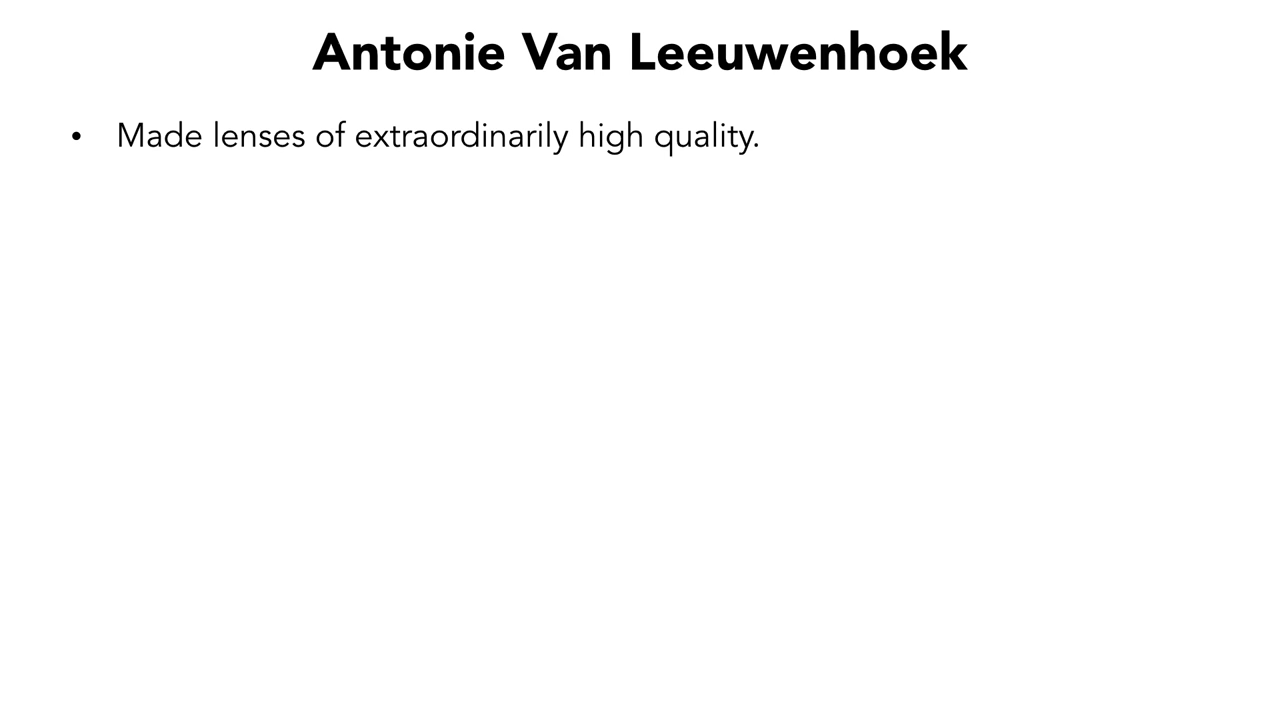 Antonie Van Leeuwenhoek
• Made lenses of extraordinarily high quality.